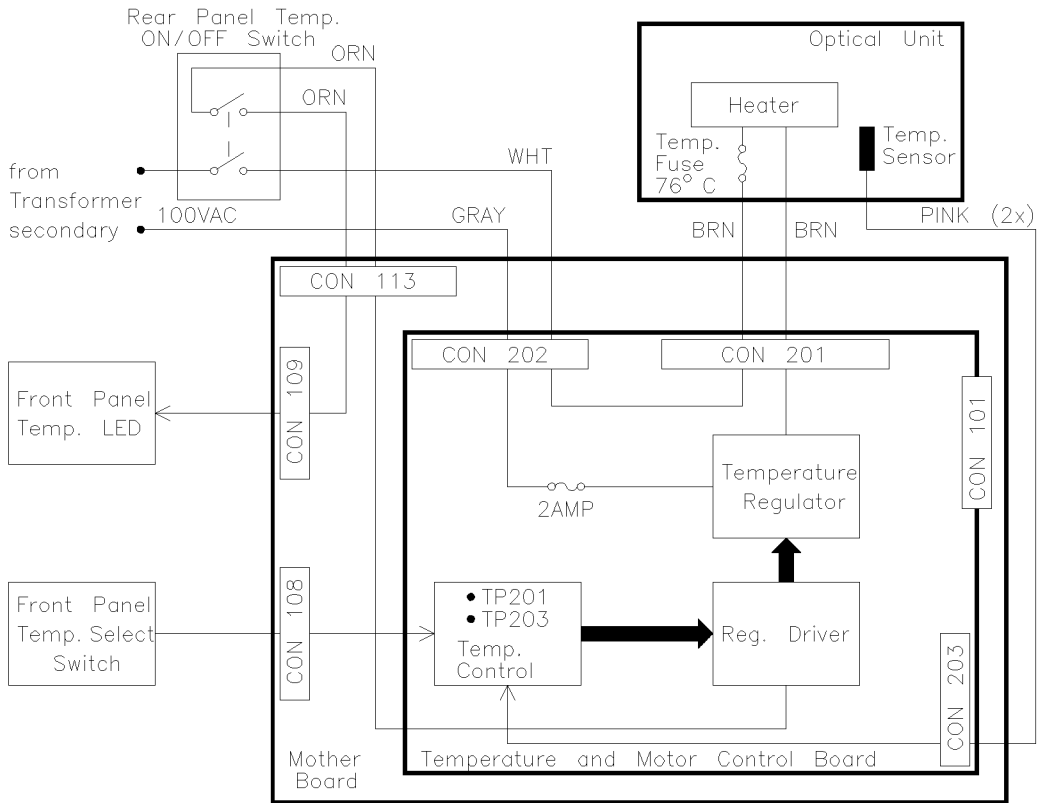 Rear Panel Temp.
ON/OFF Switch
ORN
ORN
Optical Unit
Heater
Temp.
Fuse
76° C
Temp.
Sensor
WHT
from
Transformer
secondary
100VAC
GRAY
BRN
BRN
PINK (2x)
CON 113
CON 202
CON 201
Front Panel
Temp. LED
CON 109
CON 101
Temperature
Regulator
2AMP
Front Panel
Temp. Select
Switch
CON 108
TP201
TP203
Temp.
Control
Reg. Driver
CON 203
Mother
Board
Temperature and Motor Control Board